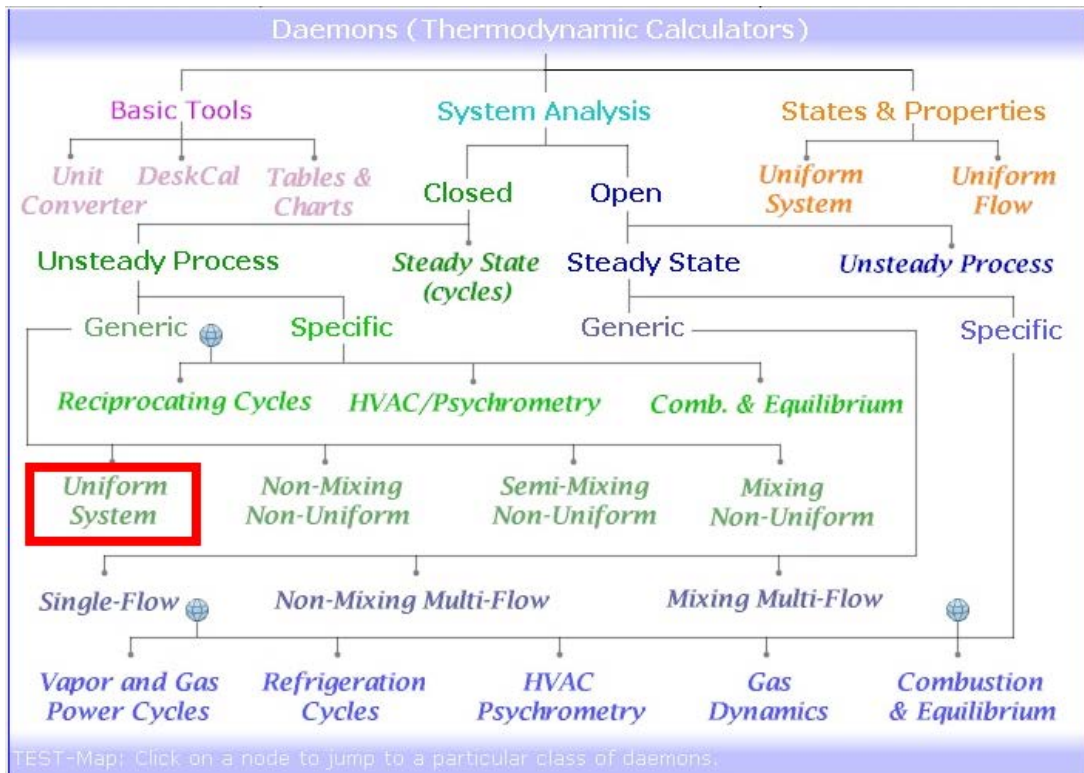 Daemons (Thermodynamic Calculators)
Basic Tools
System Analysis
States & Properties
Unit
Converter
DeskCal
Tables &
Charts
Closed
Open
Uniform
System
Uniform
Flow
Unsteady Process
Steady State
(cycles)
Steady State
Unsteady Process
Generic
Specific
Generic
Specific
Reciprocating Cycles
HVAC/Psychrometry
Comb. & Equilibrium
Uniform
System
Non-Mixing
Non-Uniform
Semi-Mixing
Non-Uniform
Mixing
Non-Uniform
Single-Flow
Non-Mixing Multi-Flow
Mixing Multi-Flow
Vapor and Gas
Power Cycles
Refrigeration
Cycles
HVAC
Psychrometry
Gas
Dynamics
Combustion
& Equilibrium
TEST-Map: Click on a node to jump to a particular class of daemons.